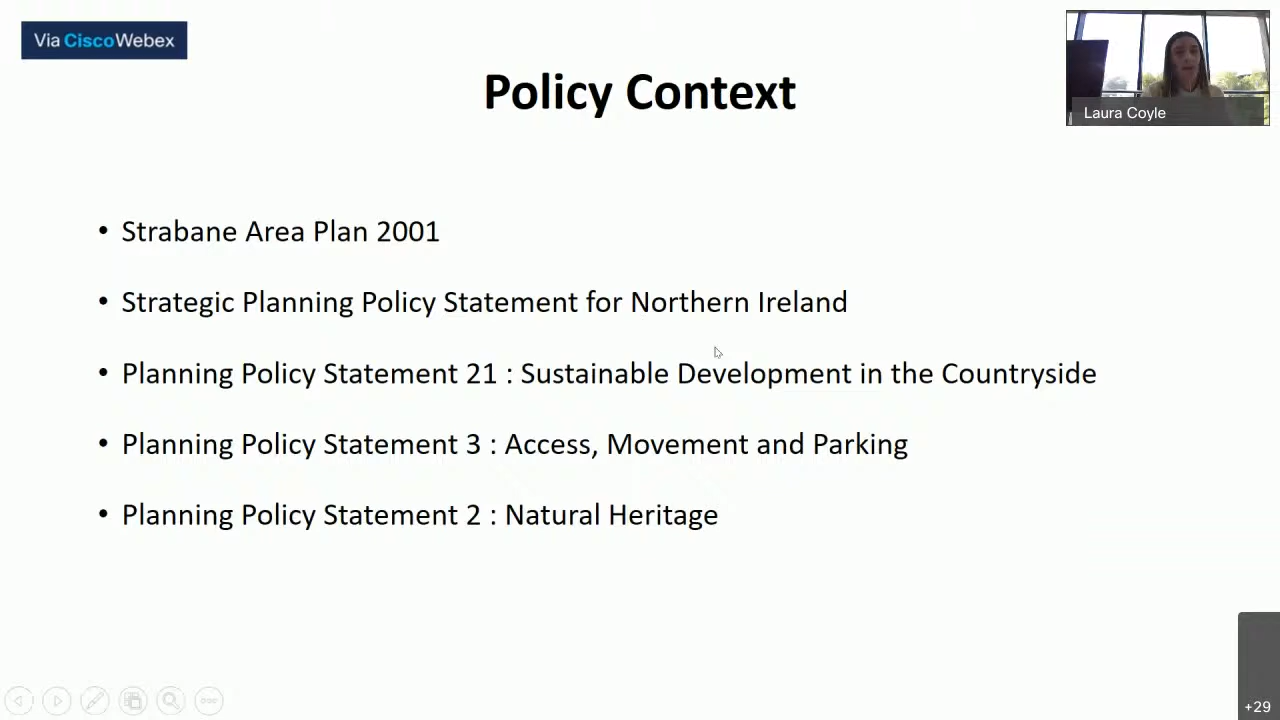 Via Cisco Webex
Policy Context
Laura Coyle
• Strabane Area Plan 2001
• Strategic Planning Policy Statement for Northern Ireland
• Planning Policy Statement 21 : Sustainable Development in the Countryside
• Planning Policy Statement 3 : Access, Movement and Parking
• Planning Policy Statement 2 : Natural Heritage
+29